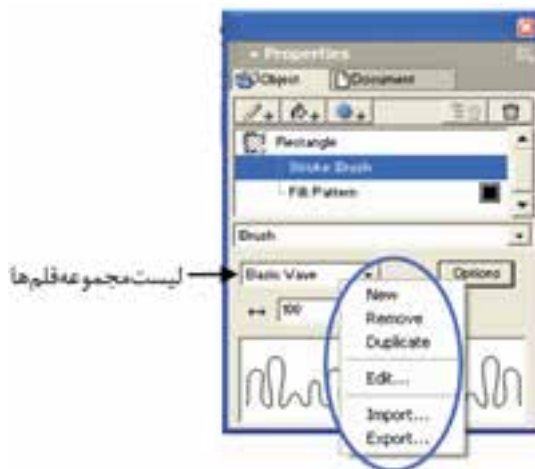 Properties
Object Document
Rectangle
Stroke: Brush
Fill: Pattern
Brush
لیست مجموعه قلم‌ها
Basic Wave Options
100
New
Remove
Duplicate
Edit...
Import...
Export...